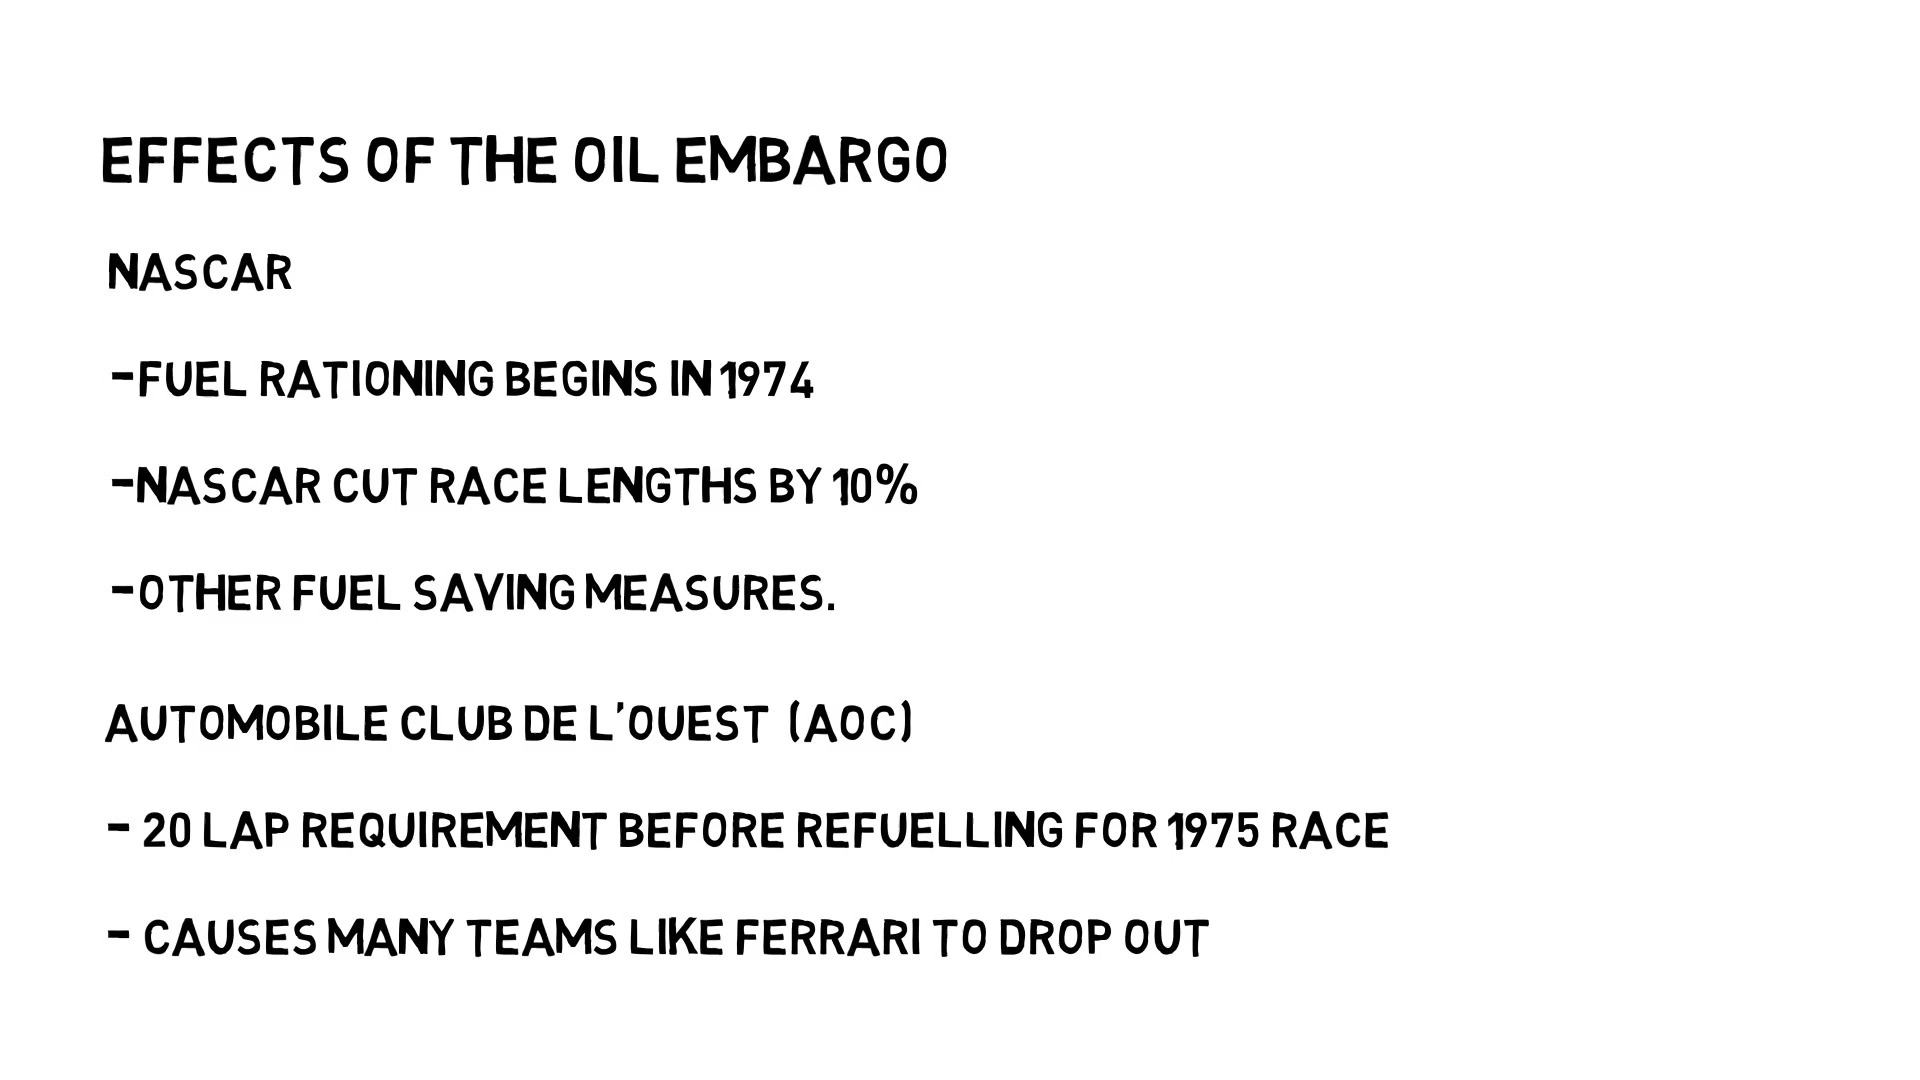 EFFECTS OF THE OIL EMBARGO
NASCAR
-FUEL RATIONING BEGINS IN 1974
-NASCAR CUT RACE LENGTHS BY 10%
-OTHER FUEL SAVING MEASURES.
AUTOMOBILE CLUB DE L'OUEST (AOC)
- 20 LAP REQUIREMENT BEFORE REFUELLING FOR 1975 RACE
- CAUSES MANY TEAMS LIKE FERRARI TO DROP OUT